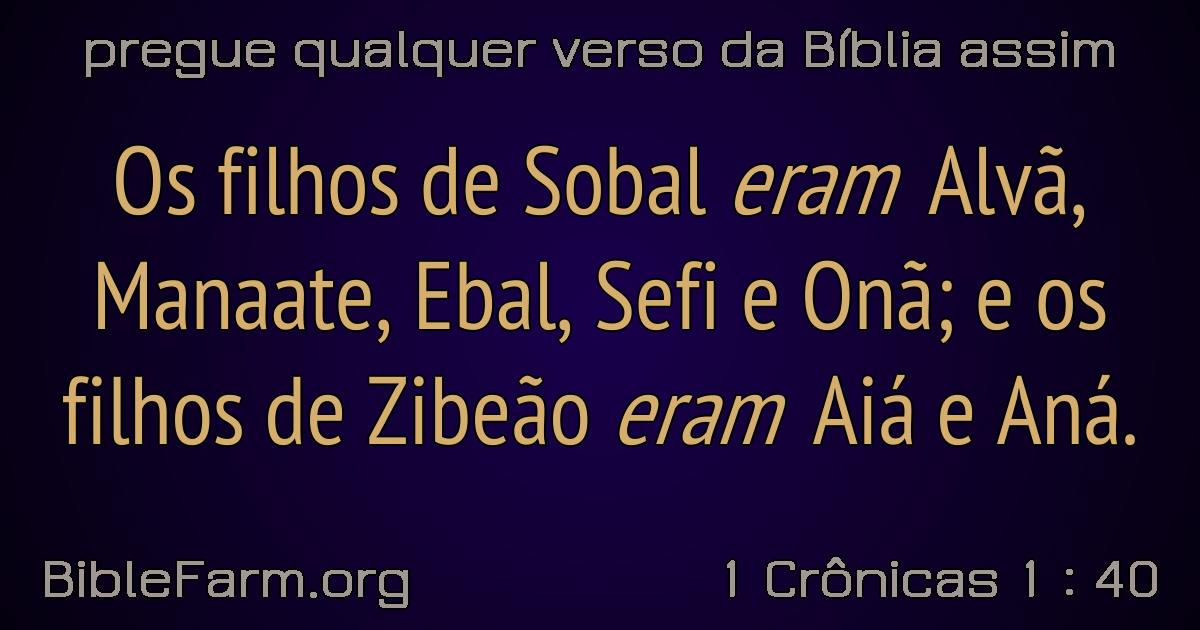 pregue qualquer verso da Bíblia assim
Os filhos de Sobal eram Alvã,
Manaate, Ebal, Sefi e Onã; e os
filhos de Zibeão eram Aiá e Aná.
BibleFarm.org
1 Crônicas 1 : 40